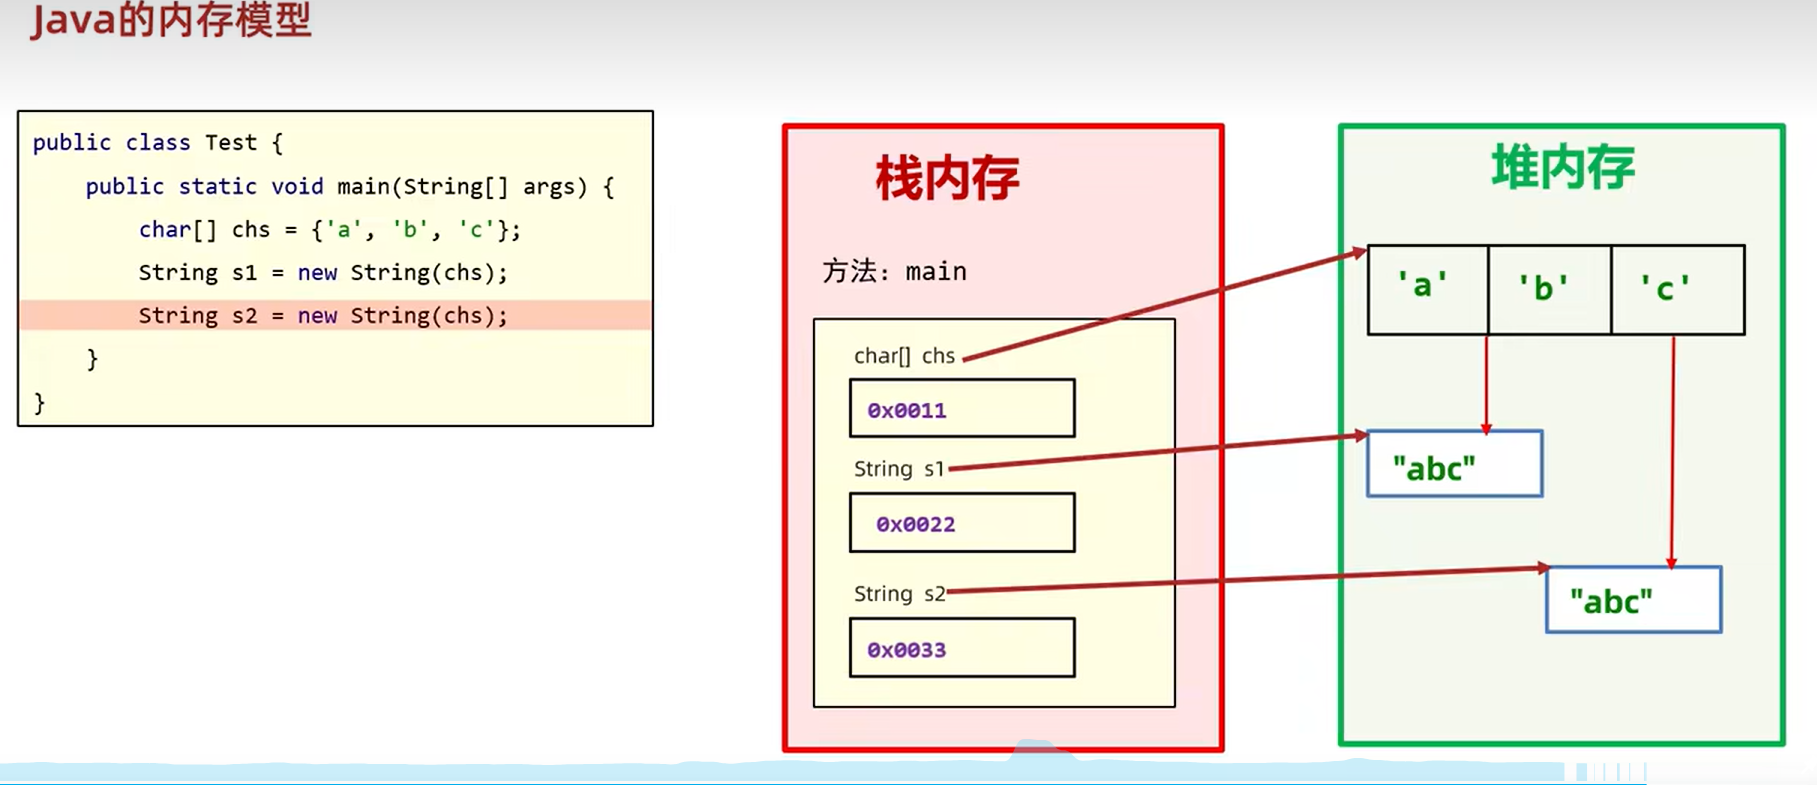 Java的内存模型
public class Test {
public static void main(String[] args) {
char[] chs = {'a', 'b', 'c'};
String s1 = new String(chs);
String s2 = new String(chs);
}
}
栈内存
方法：main
char[] chs
0x0011
String s1
0x0022
String s2
0x0033
堆内存
'a' 'b' 'c'
"abc"
"abc"